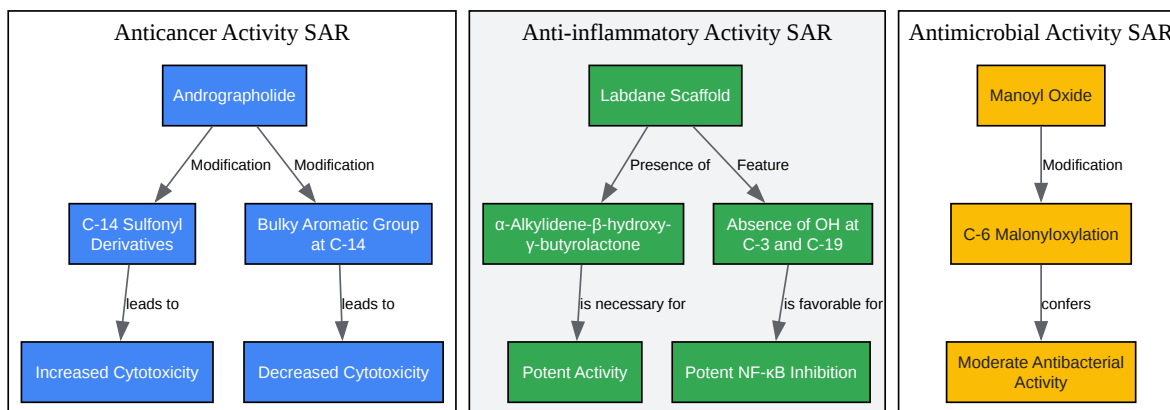 Anticancer Activity SAR
Andrographolide
Modification
Modification
C-14 Sulfonyl
Derivatives
Bulky Aromatic Group
at C-14
leads to
leads to
Increased Cytotoxicity
Decreased Cytotoxicity
Anti-inflammatory Activity SAR
Labdane Scaffold
Presence of
Feature
α-Alkylidene-β-hydroxy-
γ-butyrolactone
Absence of OH at
C-3 and C-19
is necessary for
is favorable for
Potent Activity
Potent NF-κB Inhibition
Antimicrobial Activity SAR
Manoyl Oxide
Modification
C-6 Malonyloxylation
confers
Moderate Antibacterial
Activity